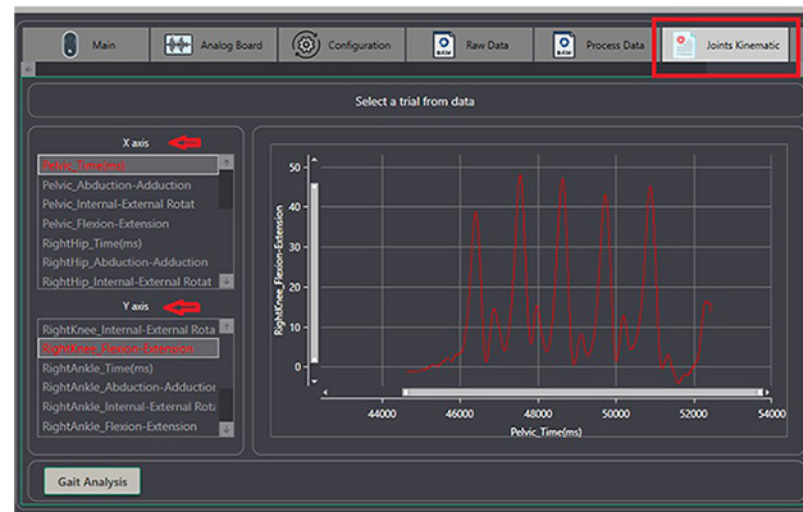 Main
Analog Board
Configuration
Raw Data
Process Data
Joints Kinematic
Select a trial from data
X axis
Pelvic_Time(ms)
Pelvic_Abduction-Adduction
Pelvic_Internal-External Rotat
Pelvic_Flexion-Extension
RightHip_Time(ms)
RightHip_Abduction-Adduction
RightHip_Internal-External Rotat
Y axis
RightKnee_Internal-External Rota
RightKnee_Flexion-Extension
RightAnkle_Time(ms)
RightAnkle_Abduction-Adduction
RightAnkle_Internal-External Rota
RightAnkle_Flexion-Extension
RightKnee_Flexion-Extension
50
40
30
20
10
0
44000 46000 48000 50000 52000 54000
Pelvic_Time(ms)
Gait Analysis